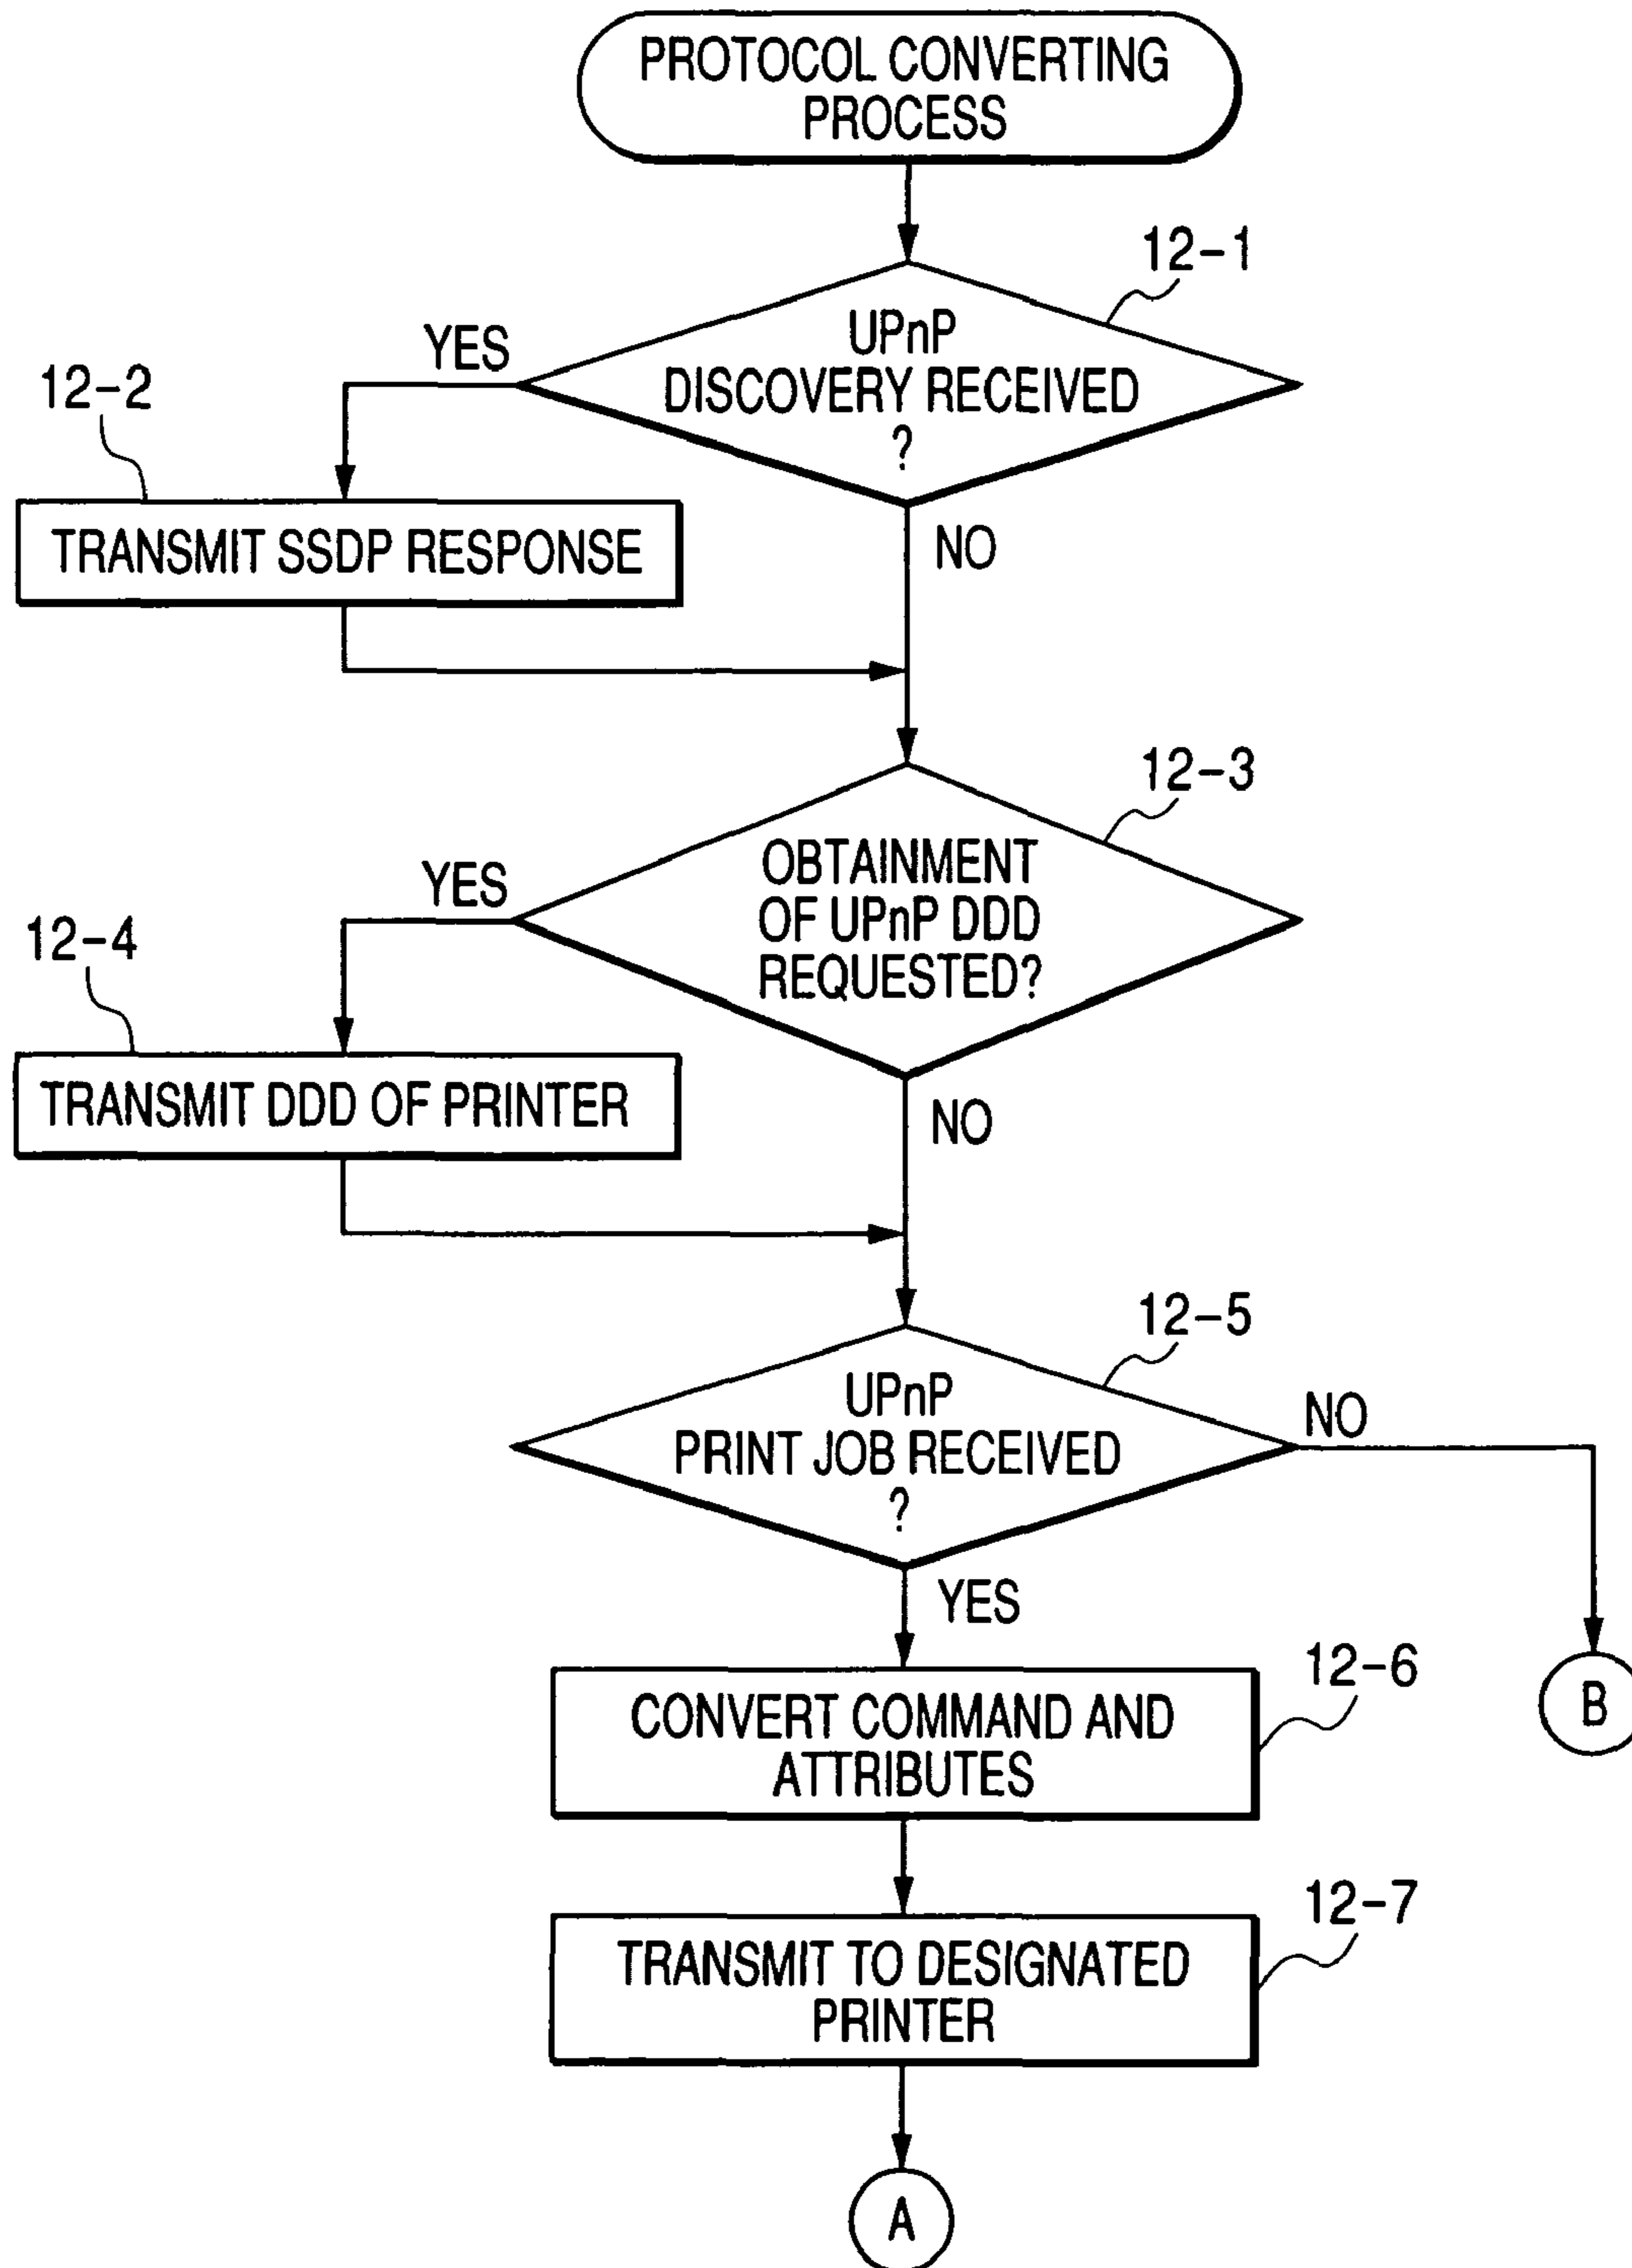 PROTOCOL CONVERTING
PROCESS
12-1
UPnP
DISCOVERY RECEIVED
?
YES
12-2
TRANSMIT SSDP RESPONSE
NO
12-3
OBTAINMENT
OF UPnP DDD
REQUESTED?
YES
12-4
TRANSMIT DDD OF PRINTER
NO
12-5
UPnP
PRINT JOB RECEIVED
?
NO
YES
B
12-6
CONVERT COMMAND AND
ATTRIBUTES
12-7
TRANSMIT TO DESIGNATED
PRINTER
A